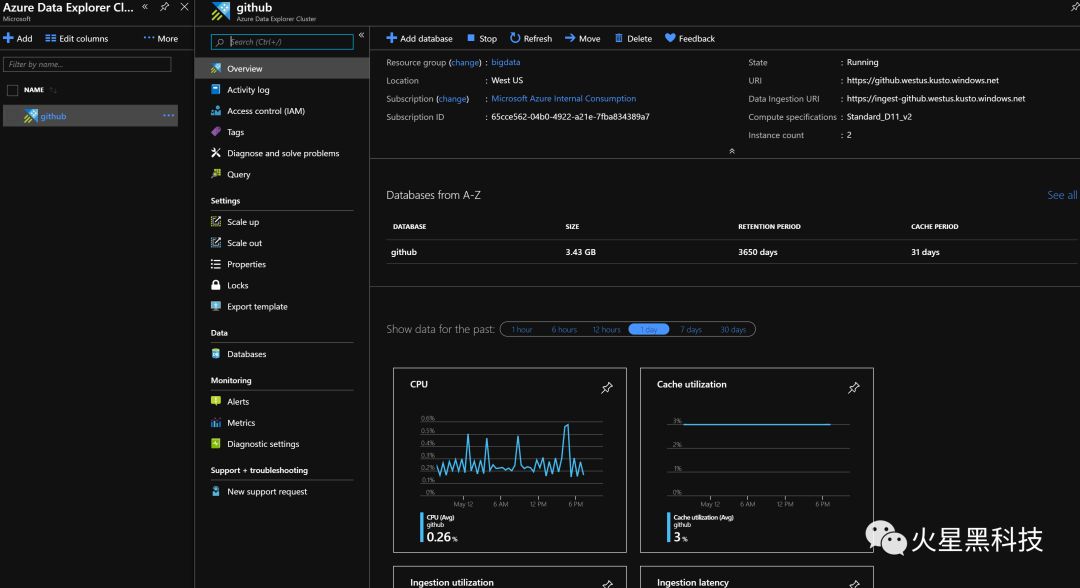 Azure Data Explorer Cl...
Microsoft
Add
Edit columns
More
Filter by name...
NAME
github
github
Azure Data Explorer Cluster
Search (Ctrl+/)
Overview
Activity log
Access control (IAM)
Tags
Diagnose and solve problems
Query
Settings
Scale up
Scale out
Properties
Locks
Export template
Data
Databases
Monitoring
Alerts
Metrics
Diagnostic settings
Support + troubleshooting
New support request
Add database Stop Refresh Move Delete Feedback
Resource group (change) : bigdata
Location : West US
Subscription (change) : Microsoft Azure Internal Consumption
Subscription ID : 65cce562-04b0-4922-a21e-7fba834389a7
State : Running
URI : https://github.westus.kusto.windows.net
Data Ingestion URI : https://ingest-github.westus.kusto.windows.net
Compute specifications : Standard_D11_v2
Instance count : 2
Databases from A-Z
See all
DATABASE SIZE RETENTION PERIOD CACHE PERIOD
github 3.43 GB 3650 days 31 days
Show data for the past: 1 hour 6 hours 12 hours 1 day 7 days 30 days
CPU
0.6%
0.5%
0.4%
0.3%
0.2%
0.1%
0%
May 12 6 AM 12 PM 6 PM
CPU (Avg)
github
0.26 %
Cache utilization
3%
2%
1%
0%
May 12 6 AM 12 PM 6 PM
Cache utilization (Avg)
github
3 %
Ingestion utilization
Ingestion latency
火星黑科技